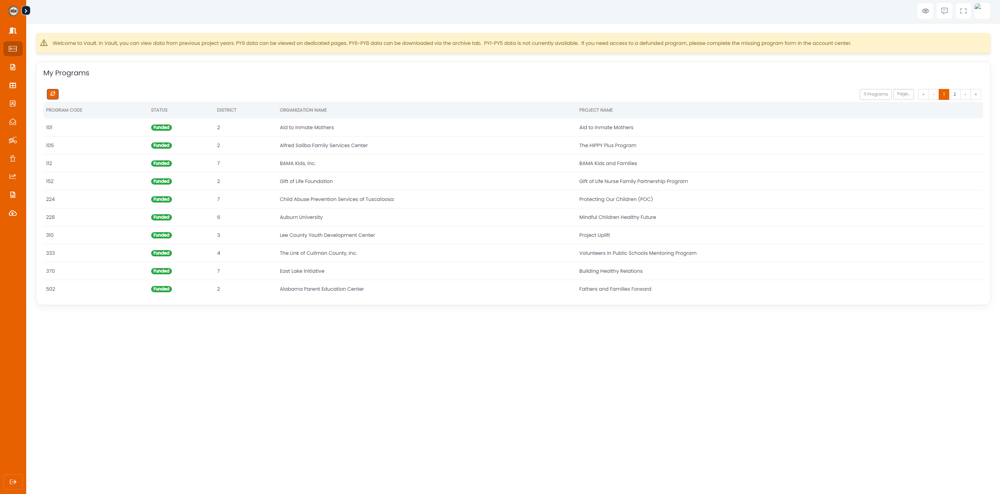 Welcome to Vault. In Vault, you can view data from previous project years. PY9 data can be viewed on dedicated pages. PY6-PY8 data can be downloaded via the archive tab.  PY1-PY5 data is not currently available.  If you need access to a defunded program, please complete the missing program form in the account center.
My Programs
11 Programs Page... « ‹ 1 2 › »
PROGRAM CODE STATUS DISTRICT ORGANIZATION NAME PROJECT NAME
101 Funded 2 Aid to Inmate Mothers Aid to Inmate Mothers
105 Funded 2 Alfred Saliba Family Services Center The HIPPY Plus Program
112 Funded 7 BAMA Kids, Inc. BAMA Kids and Families
152 Funded 2 Gift of Life Foundation Gift of Life Nurse Family Partnership Program
224 Funded 7 Child Abuse Prevention Services of Tuscaloosa Protecting Our Children (POC)
228 Funded 6 Auburn University Mindful Children Healthy Future
310 Funded 3 Lee County Youth Development Center Project Uplift
333 Funded 4 The Link of Cullman County, Inc. Volunteers in Public Schools Mentoring Program
370 Funded 7 East Lake Initiative Building Healthy Relations
502 Funded 2 Alabama Parent Education Center Fathers and Families Forward